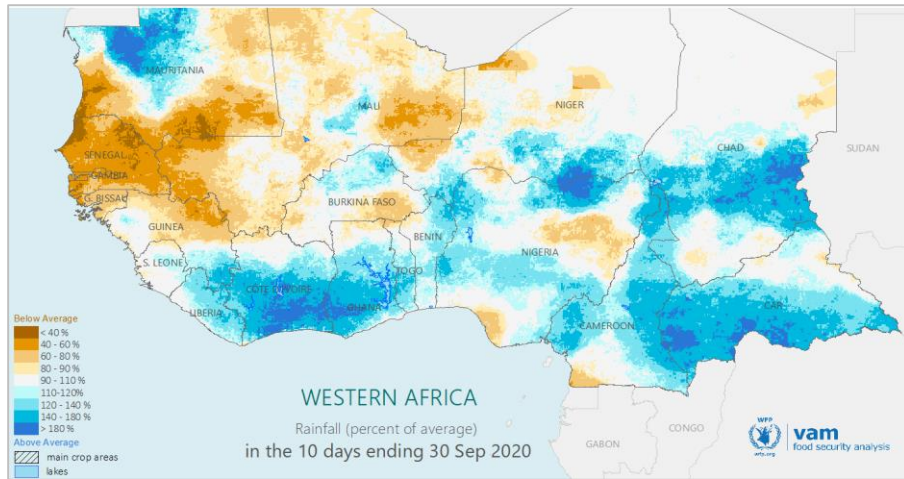 MAURITANIA
MALI
NIGER
CHAD
SUDAN
SENEGAL
GAMBIA
G. BISSAU
BURKINA FASO
GUINEA
BENIN
NIGERIA
S. LEONE
TOGO
COTE D'IVOIRE
GHANA
LIBERIA
CAR
CAMEROON
Below Average
< 40 %
40 - 60 %
60 - 80 %
80 - 90 %
90 - 110 %
110-120%
120 - 140 %
140 - 180 %
> 180 %
Above Average
main crop areas
lakes
WESTERN AFRICA
Rainfall (percent of average)
in the 10 days ending 30 Sep 2020
GABON
CONGO
WFP
wfp.org
vam
food security analysis